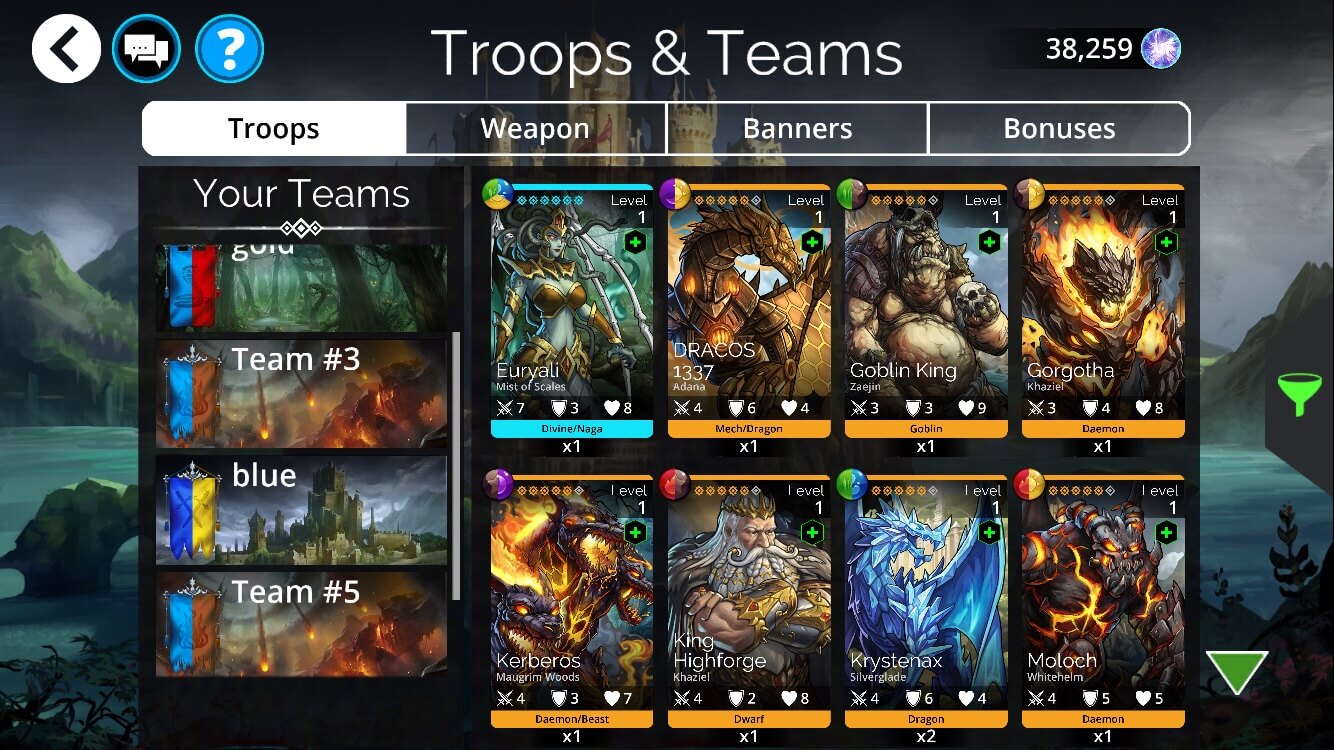 ?
Troops & Teams
38,259
Troops
Weapon
Banners
Bonuses
Your Teams
gold
Team #3
blue
Team #5
Level
1
Euryali
Mist of Scales
7 3 8
Divine/Naga
x1
Level
1
DRACOS
1337
Adana
4 6 4
Mech/Dragon
x1
Level
1
Goblin King
Zaejin
3 3 9
Goblin
x1
Level
1
Gorgotha
Khaziel
3 4 8
Daemon
x1
Level
1
Kerberos
Maugrim Woods
4 3 7
Daemon/Beast
x1
Level
1
King
Highforge
Khaziel
4 2 8
Dwarf
x1
Level
1
Krystenax
Silverglade
4 6 4
Dragon
x2
Level
1
Moloch
Whitehelm
4 5 5
Daemon
x1